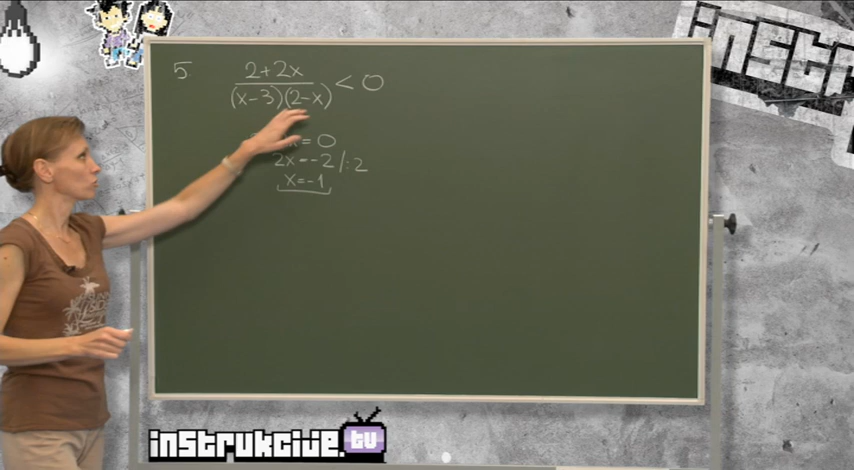 5.
2+2x
(x-3)(2-x) < 0
x = 0
2x = -2 /:2
x = -1
instrukcije.tv